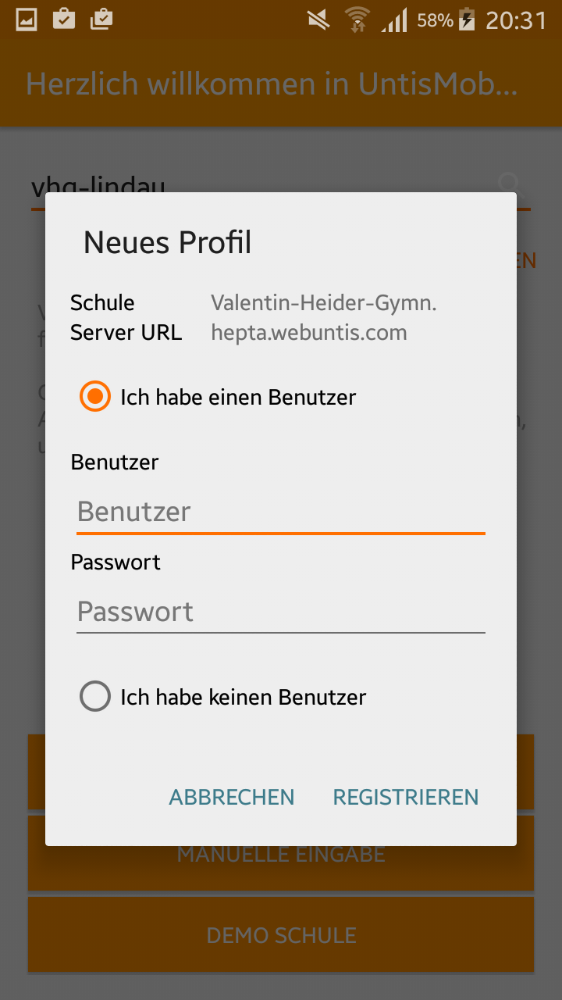 58% 20:31
Herzlich willkommen in UntisMob...
vhg-lindau
Neues Profil
Schule Valentin-Heider-Gymn.
Server URL hepta.webuntis.com
Ich habe einen Benutzer
Benutzer
Benutzer
Passwort
Passwort
Ich habe keinen Benutzer
ABBRECHEN REGISTRIEREN
MANUELLE EINGABE
DEMO SCHULE